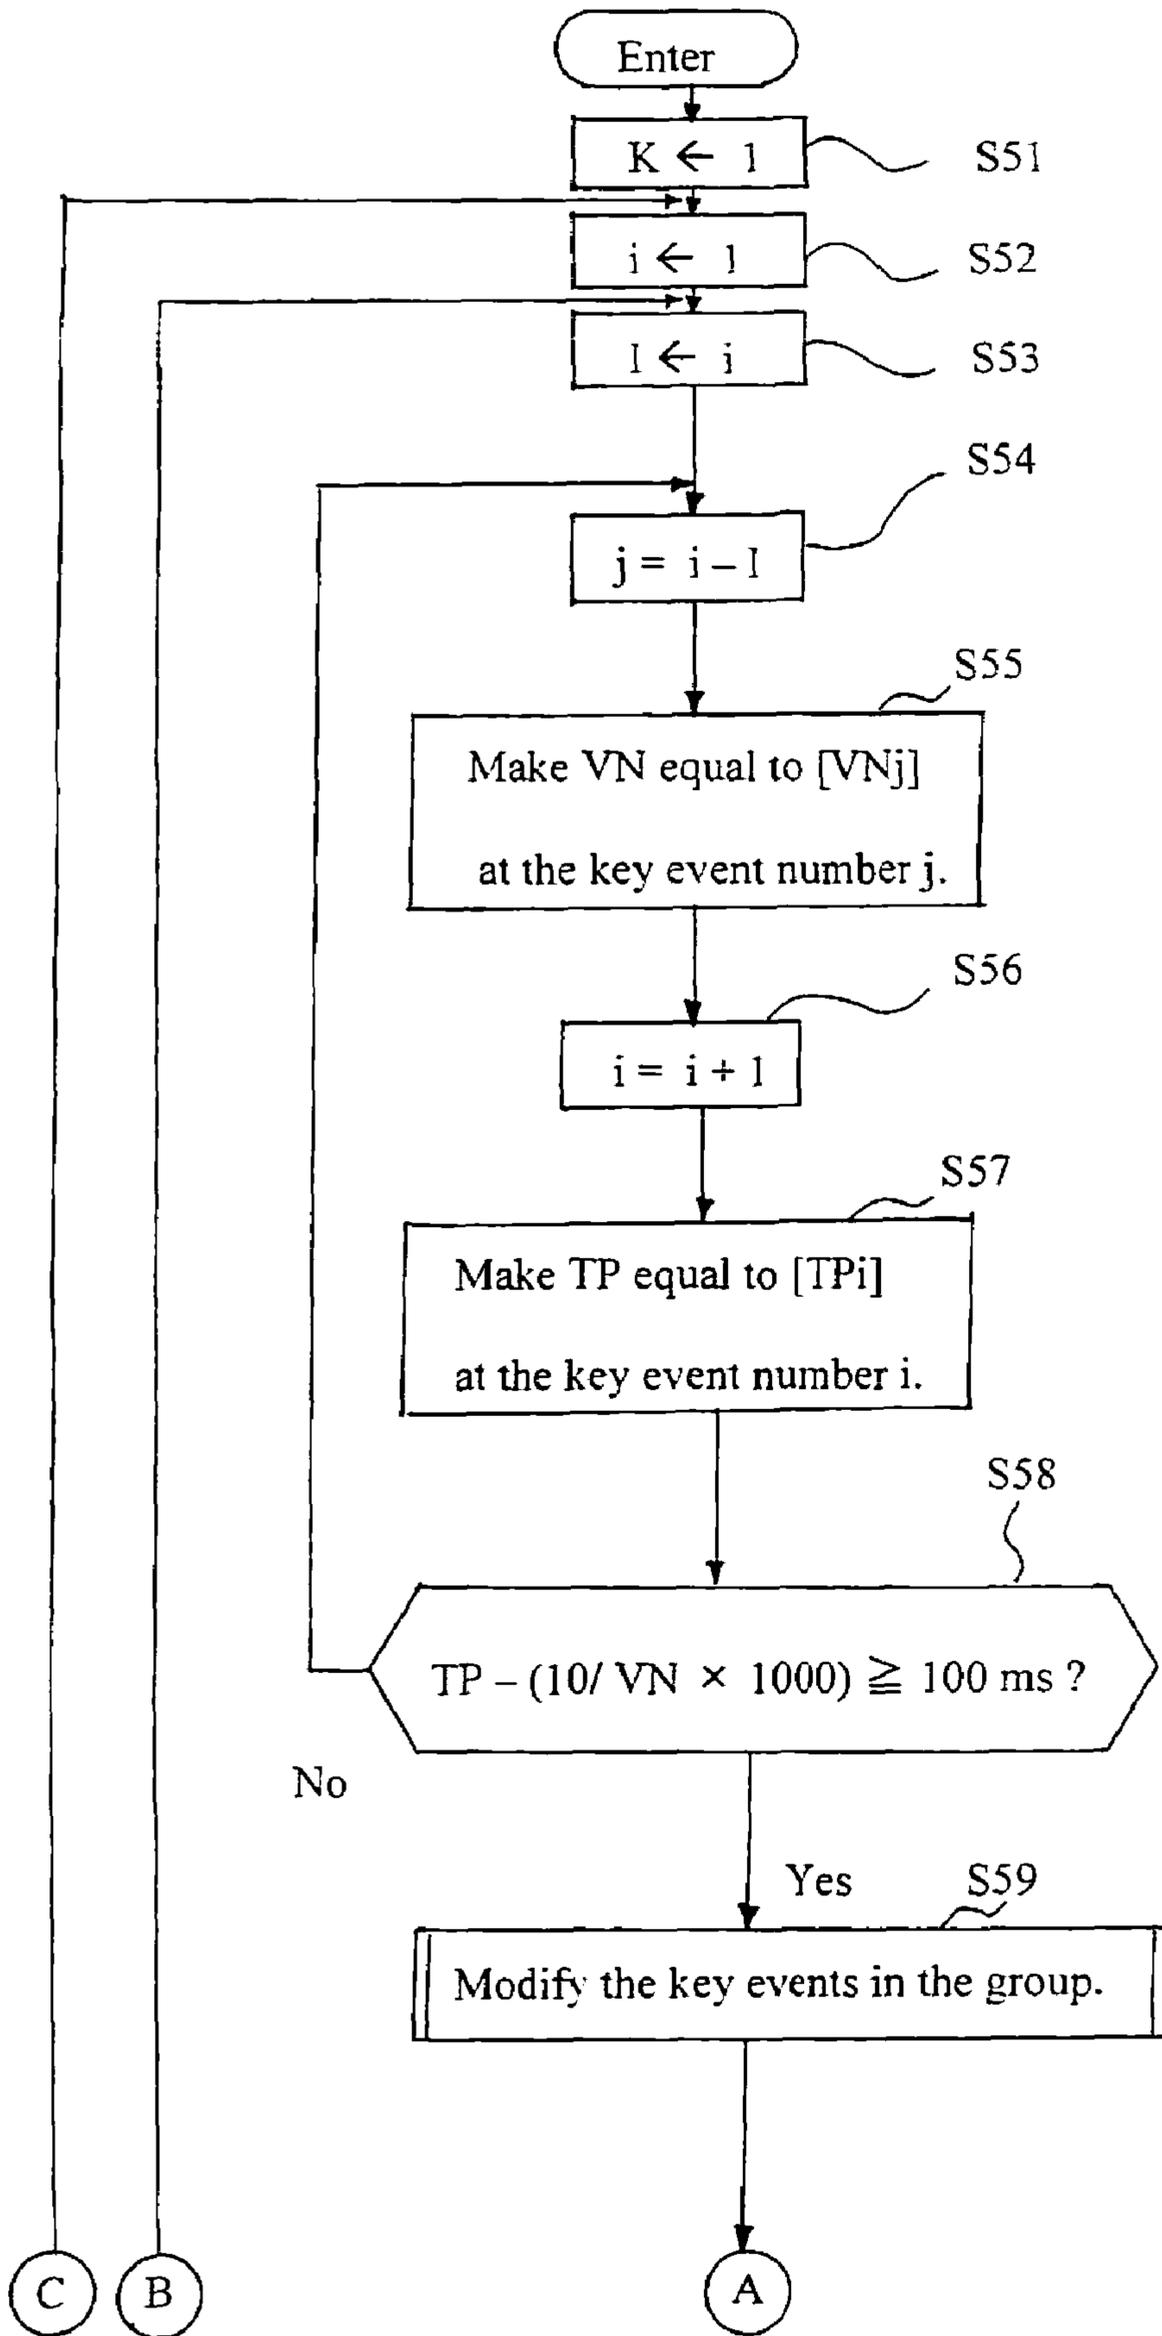 Enter
K ← 1
S51
i ← 1
S52
I ← i
S53
S54
j = i – I
S55
Make VN equal to [VNj]
at the key event number j.
S56
i = i + 1
S57
Make TP equal to [TPi]
at the key event number i.
S58
TP – (10/ VN × 1000) ≧ 100 ms ?
No
Yes
S59
Modify the key events in the group.
C
B
A